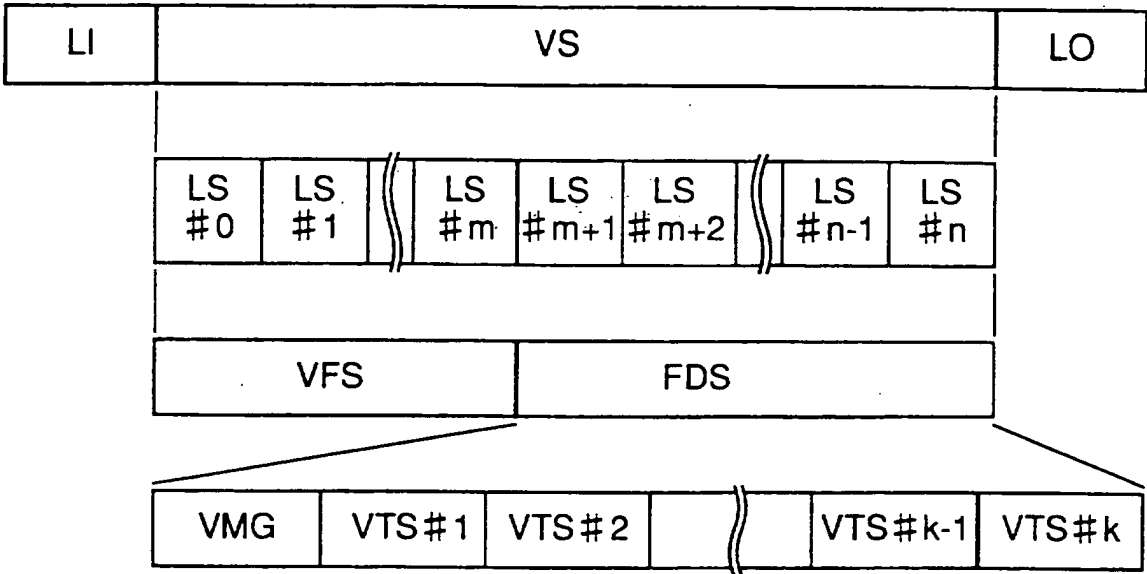 LI VS LO
LS LS LS LS LS LS LS
#0 #1 #m #m+1 #m+2 #n-1 #n
VFS FDS
VMG VTS#1 VTS#2 VTS#k-1 VTS#k